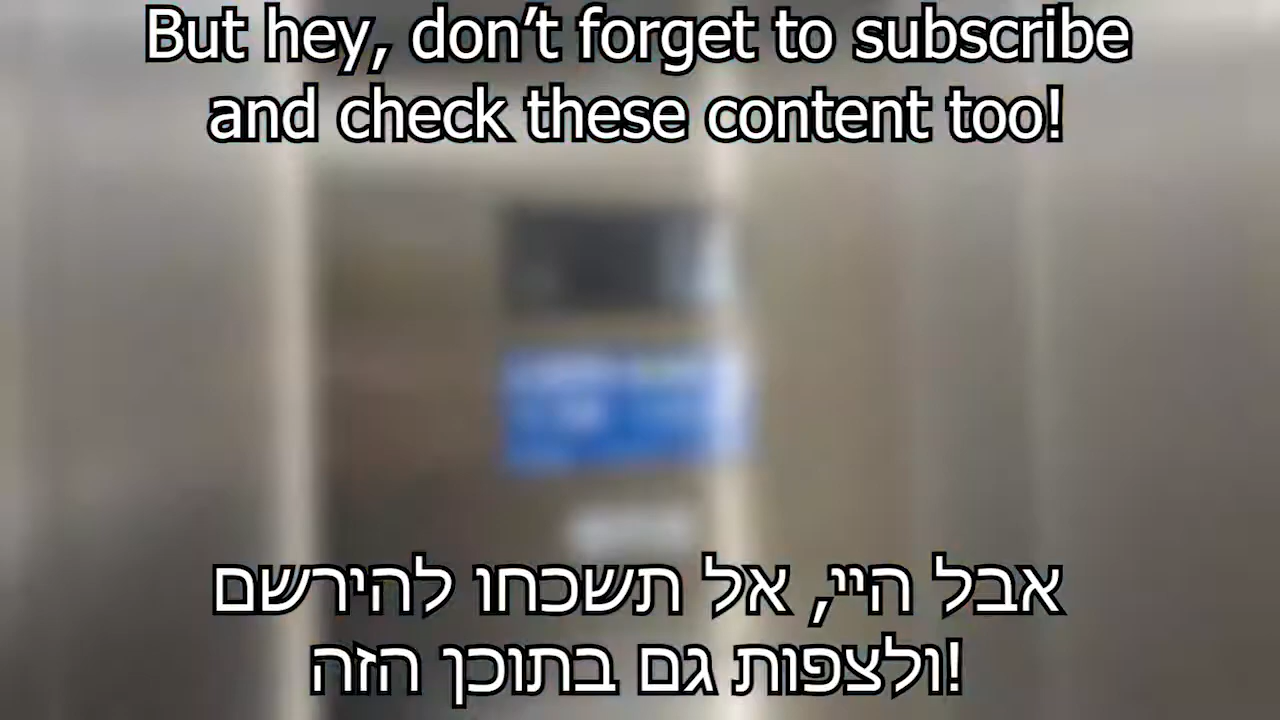 But hey, don’t forget to subscribe
and check these content too!
אבל היי, אל תשכחו להירשם
ולצפות גם בתוכן הזה!